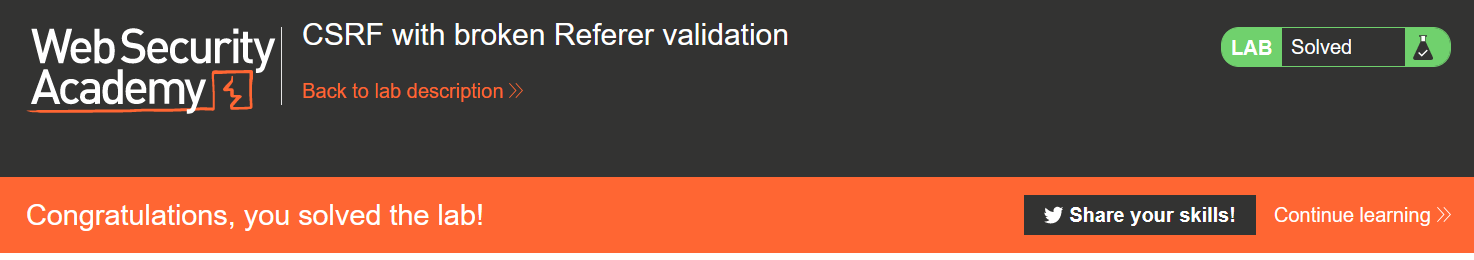 Web Security
Academy
CSRF with broken Referer validation
Back to lab description
LAB Solved
Congratulations, you solved the lab!
Share your skills!
Continue learning